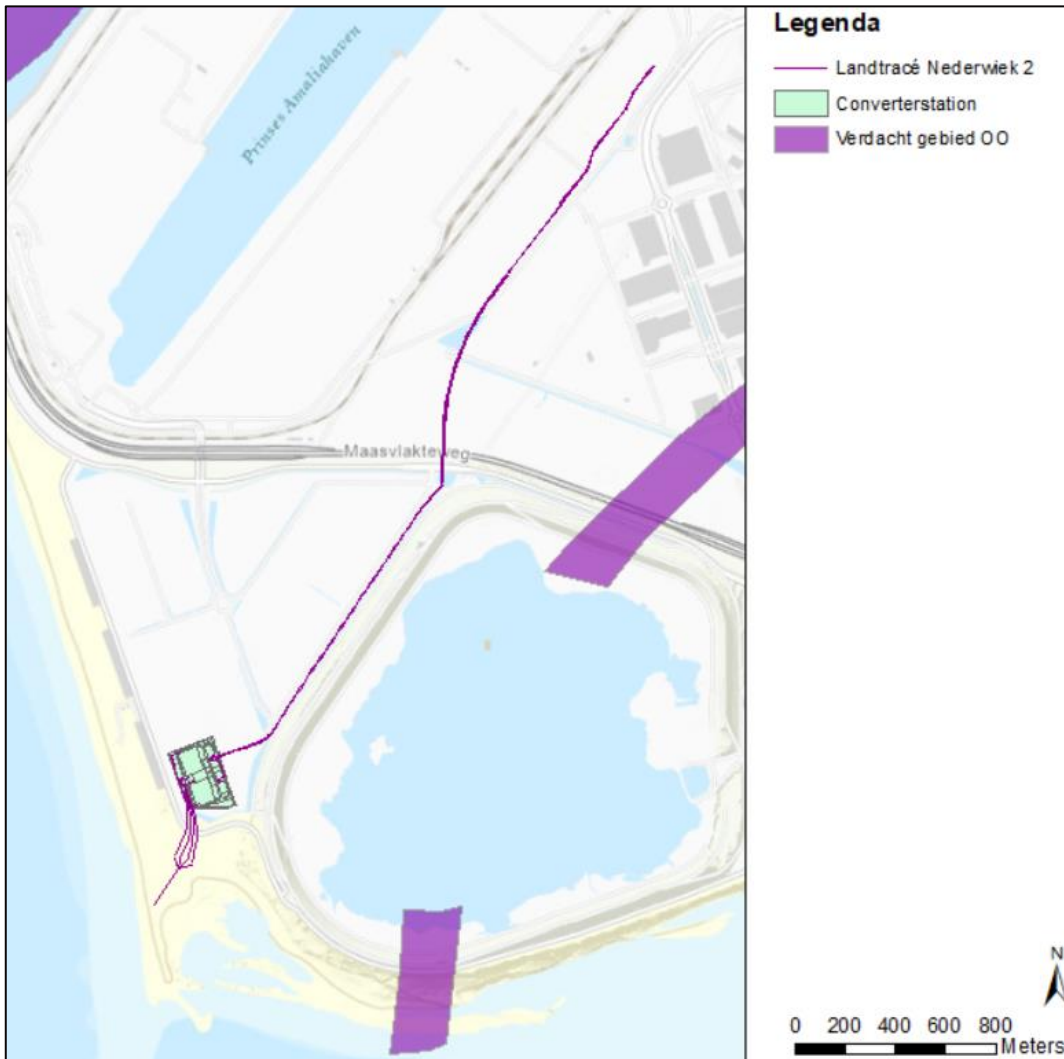 Legenda
Landtracé Nederwiek 2
Converterstation
Verdacht gebied OO
Prinses Amaliahaven
Maasvlakteweg
N
0 200 400 600 800
Meters